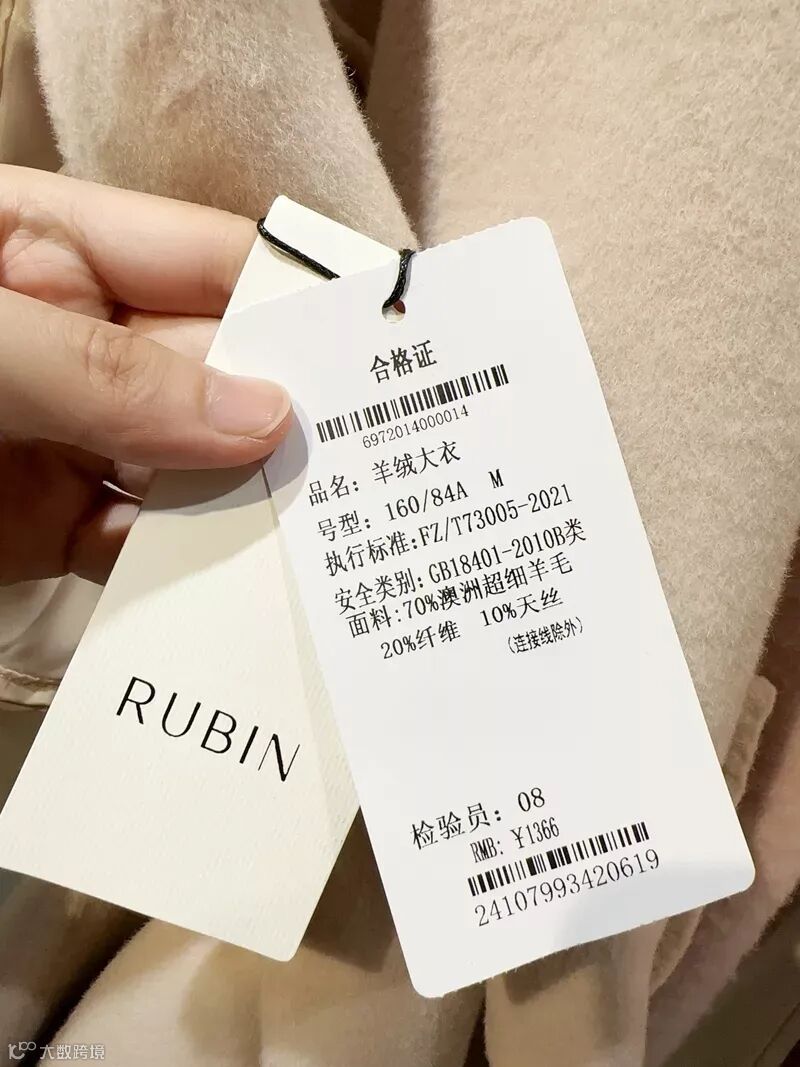 合格证
6972014000014
品名: 羊绒大衣
号型: 160/84A M
执行标准:FZ/T73005-2021
安全类别:GB18401-2010B类
面料:70%澳洲超细羊毛
20%纤维 10%天丝
(连接线除外)
检验员: 08
RMB: ¥1366
24107993420619
RUBIN
大数跨境